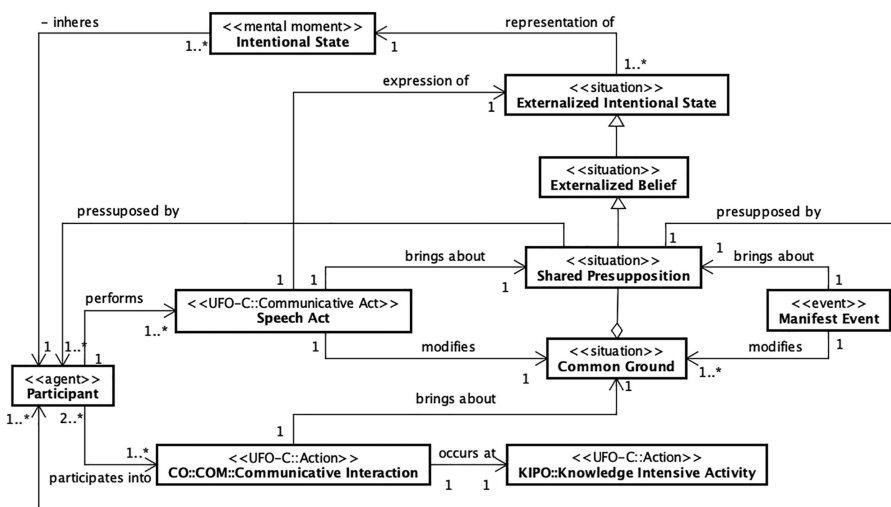 - inheres
<<mental moment>>
Intentional State
1..*
1
representation of
1..*
<<situation>>
Externalized Intentional State
expression of
1
<<situation>>
Externalized Belief
pressuposed by
presupposed by
1
1
brings about
1
1
brings about
1
<<situation>>
Shared Presupposition
1
1
performs
<<UFO-C::Communicative Act>>
Speech Act
1..*
<<event>>
Manifest Event
1
modifies
1
<<situation>>
Common Ground
modifies
1
1..*
1
1..*
1
<<agent>>
Participant
1
brings about
1..*
2..*
1
1..*
participates into
<<UFO-C::Action>>
CO::COM::Communicative Interaction
occurs at
1
1
<<UFO-C::Action>>
KIPO::Knowledge Intensive Activity